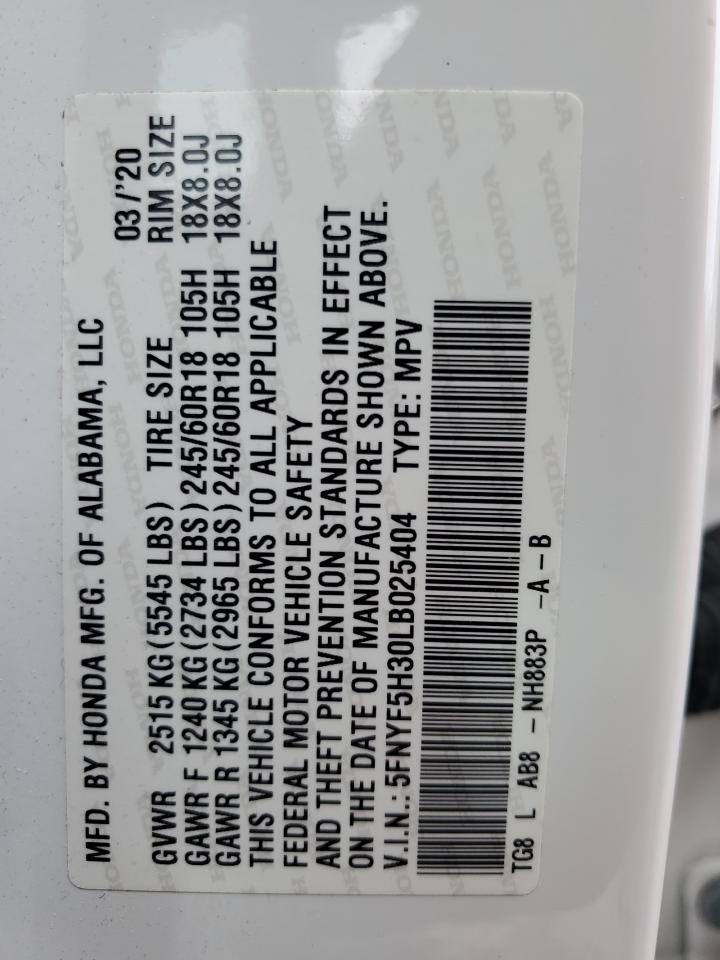 MFD. BY HONDA MFG. OF ALABAMA, LLC
03/'20
GVWR 2515 KG(5545 LBS) TIRE SIZE RIM SIZE
GAWR F 1240 KG(2734 LBS)245/60R18 105H 18X8.0J
GAWR R 1345 KG(2965 LBS)245/60R18 105H 18X8.0J
THIS VEHICLE CONFORMS TO ALL APPLICABLE
FEDERAL MOTOR VEHICLE SAFETY
AND THEFT PREVENTION STANDARDS IN EFFECT
ON THE DATE OF MANUFACTURE SHOWN ABOVE.
V.I.N.: 5FNYF5H30LB025404 TYPE: MPV
TG8 L AB8 - NH883P -A - B